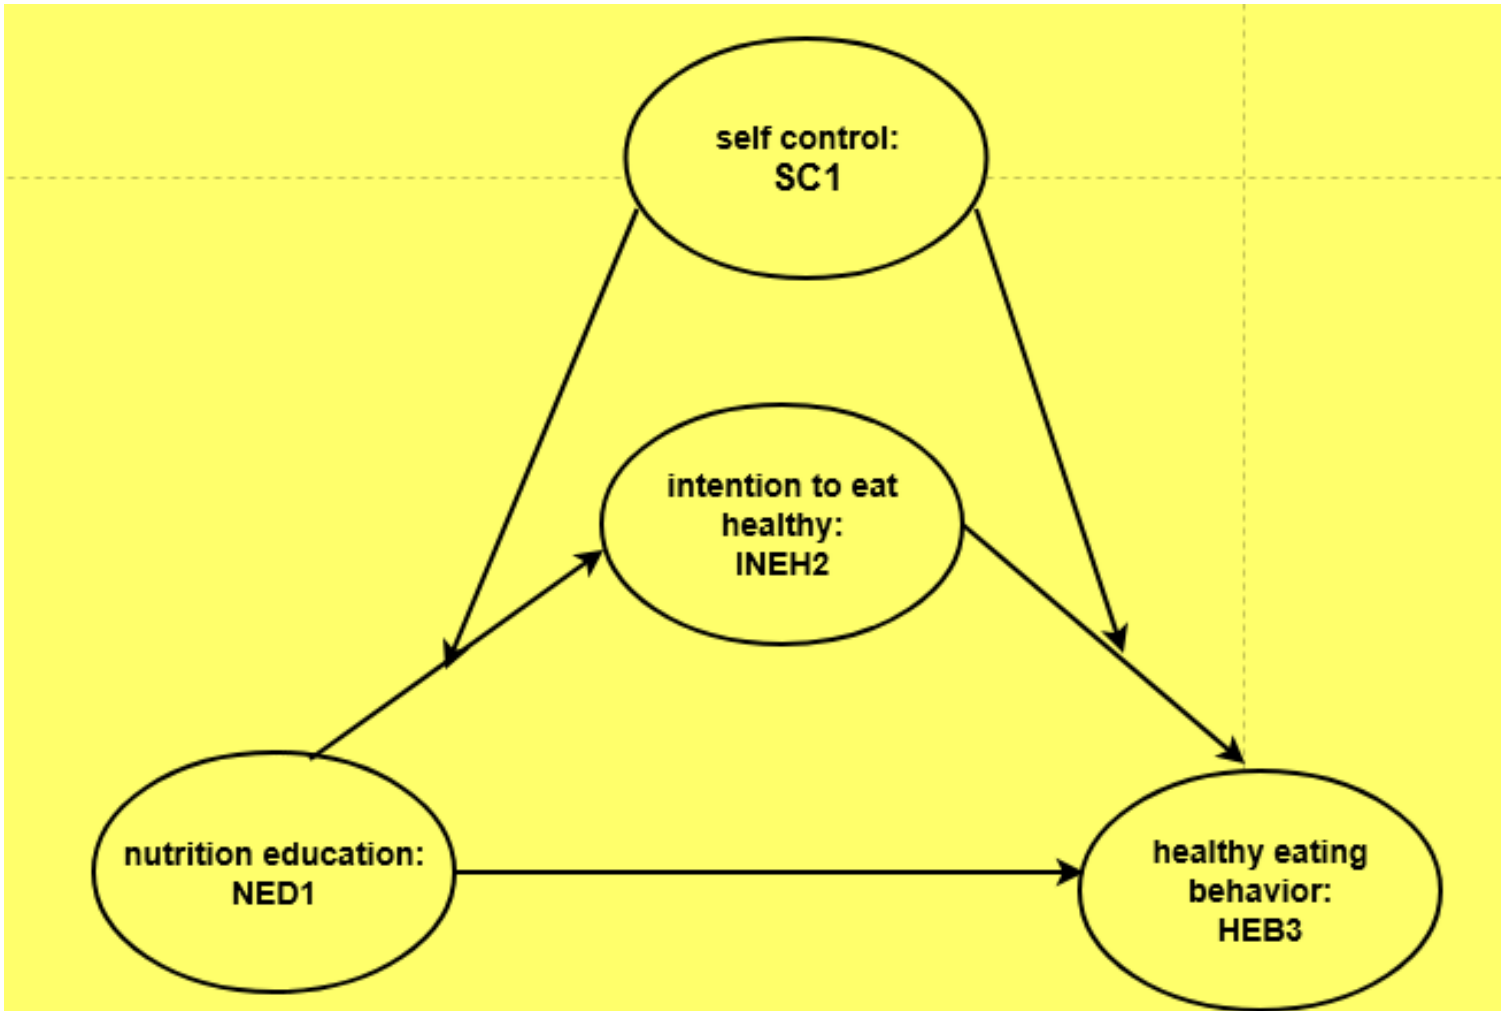 self control:
SC1
intention to eat
healthy:
INEH2
nutrition education:
NED1
healthy eating
behavior:
HEB3